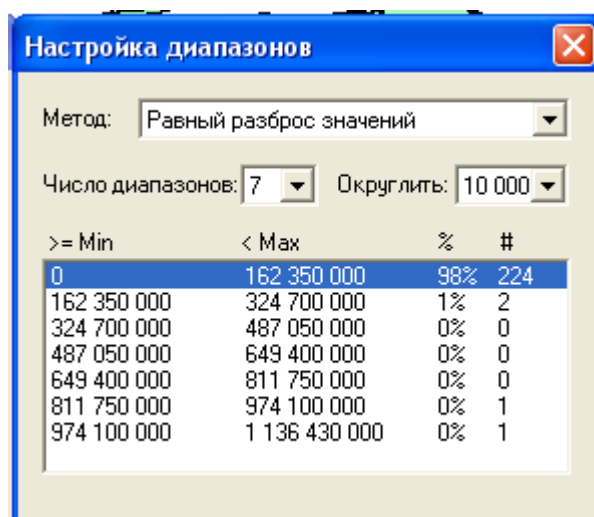 Настройка диапазонов
Метод: Равный разброс значений
Число диапазонов: 7 Округлить: 10 000
>= Min < Max % #
0 162 350 000 98% 224
162 350 000 324 700 000 1% 2
324 700 000 487 050 000 0% 0
487 050 000 649 400 000 0% 0
649 400 000 811 750 000 0% 0
811 750 000 974 100 000 0% 1
974 100 000 1 136 430 000 0% 1